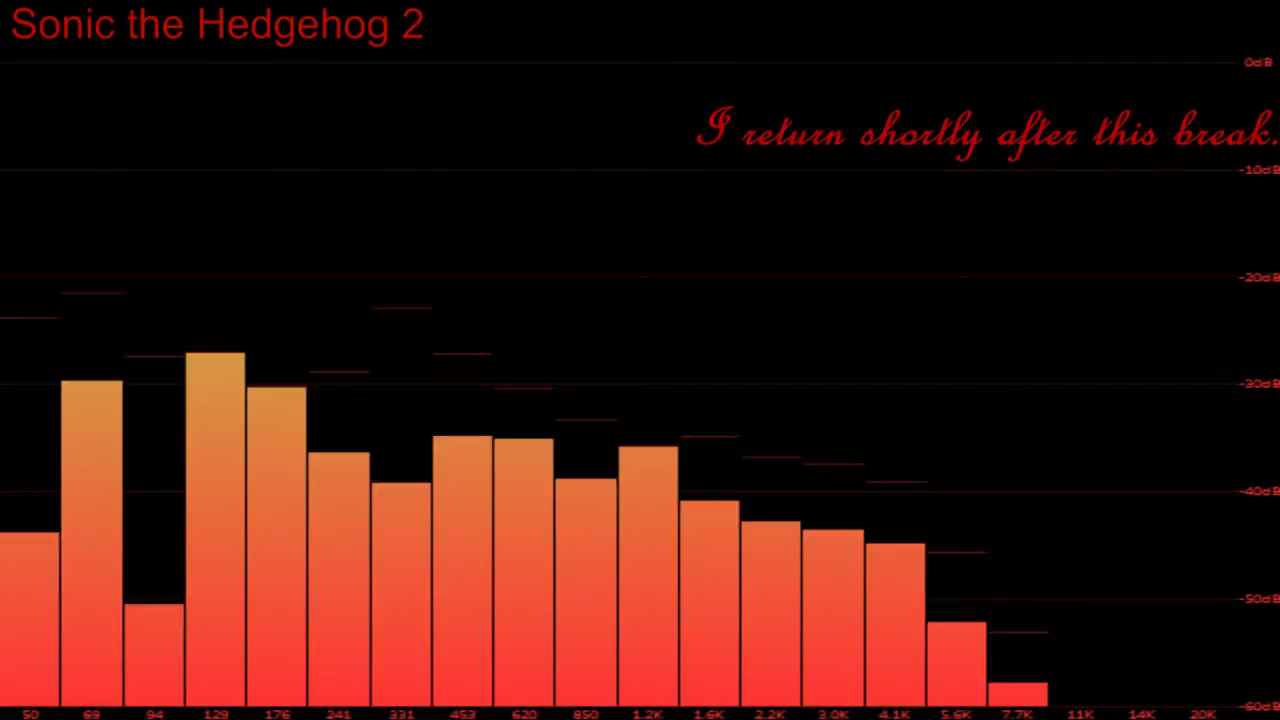 Sonic the Hedgehog 2
0dB
I return shortly after this break.
-10dB
-20dB
-30dB
-40dB
-50dB
-60dB
50 69 94 129 176 241 331 453 620 850 1.2K 1.6K 2.2K 3.0K 4.1K 5.6K 7.7K 11K 14K 20K